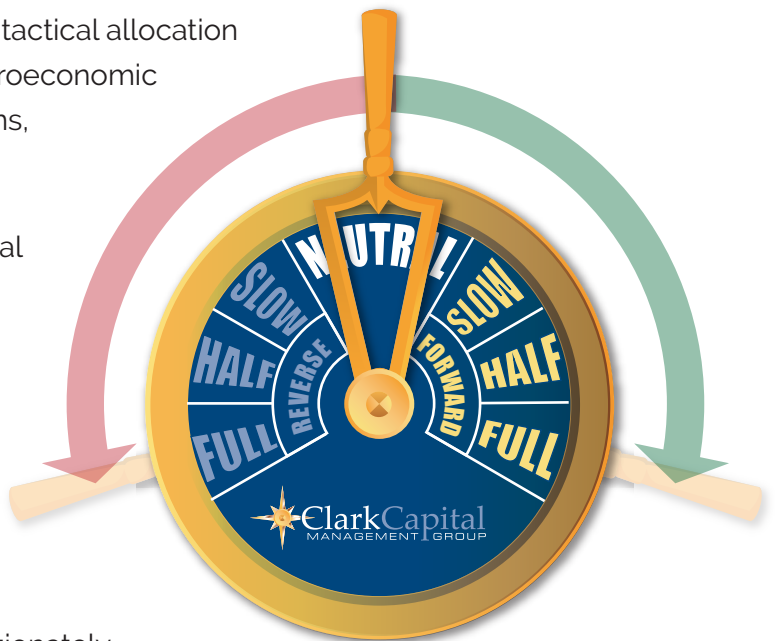 tactical allocation
roeconomic
ns,
al
NEUTRAL
SLOW
HALF
FULL
REVERSE
SLOW
HALF
FULL
FORWARD
ClarkCapital
MANAGEMENT GROUP